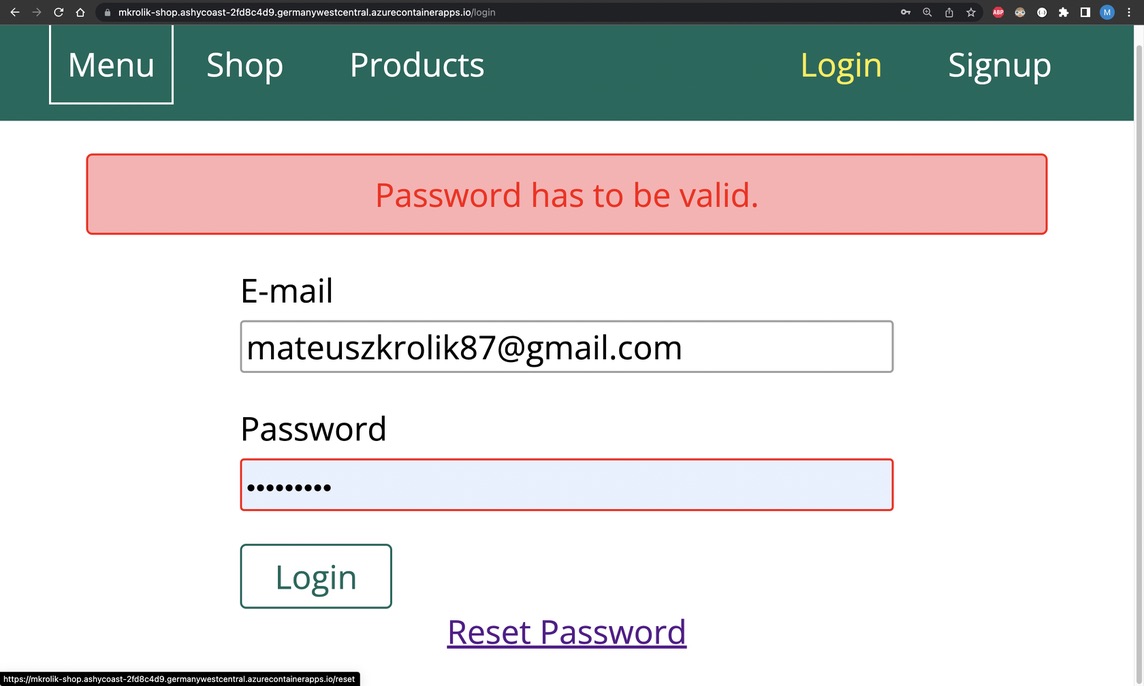 mkrolik-shop.ashycoast-2fd8c4d9.germanywestcentral.azurecontainerapps.io/login
ABP
M
Menu Shop Products Login Signup
Password has to be valid.
E-mail
mateuszkrolik87@gmail.com
Password
•••••••••
Login
Reset Password
https://mkrolik-shop.ashycoast-2fd8c4d9.germanywestcentral.azurecontainerapps.io/reset